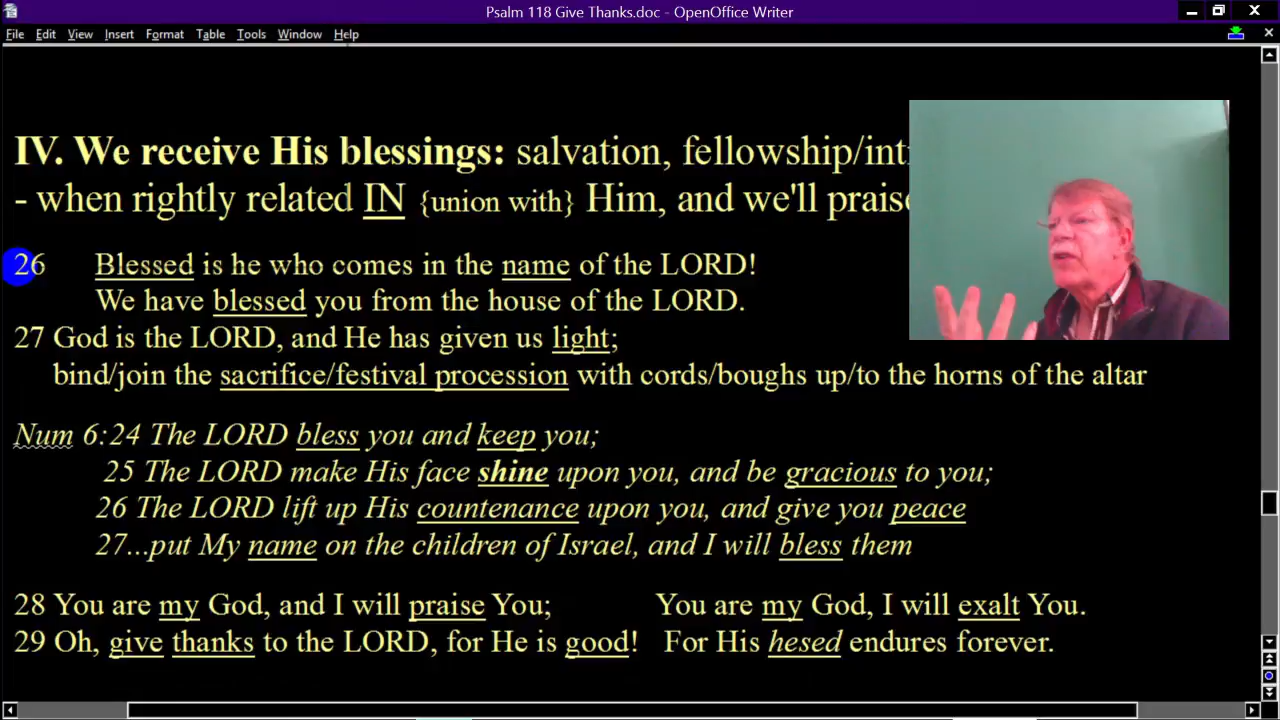 Psalm 118 Give Thanks.doc - OpenOffice Writer
File Edit View Insert Format Table Tools Window Help
IV. We receive His blessings: salvation, fellowship/
- when rightly related IN {union with} Him, and we'll praise
26 Blessed is he who comes in the name of the LORD!
We have blessed you from the house of the LORD.
27 God is the LORD, and He has given us light;
bind/join the sacrifice/festival procession with cords/boughs up/to the horns of the altar
Num 6:24 The LORD bless you and keep you;
25 The LORD make His face shine upon you, and be gracious to you;
26 The LORD lift up His countenance upon you, and give you peace
27...put My name on the children of Israel, and I will bless them
28 You are my God, and I will praise You; You are my God, I will exalt You.
29 Oh, give thanks to the LORD, for He is good! For His hesed endures forever.